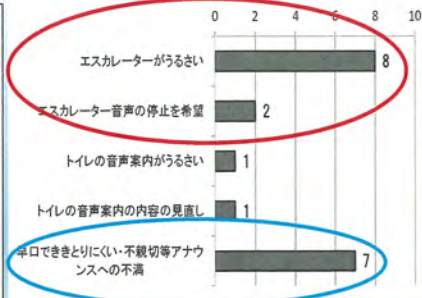 0 2 4 6 8 10
エスカレーターがうるさい 8
エスカレーター音声の停止を希望 2
トイレの音声案内がうるさい 1
トイレの音声案内の内容の見直し 1
早口でききとりにくい・不親切等アナウ
ンスへの不満 7